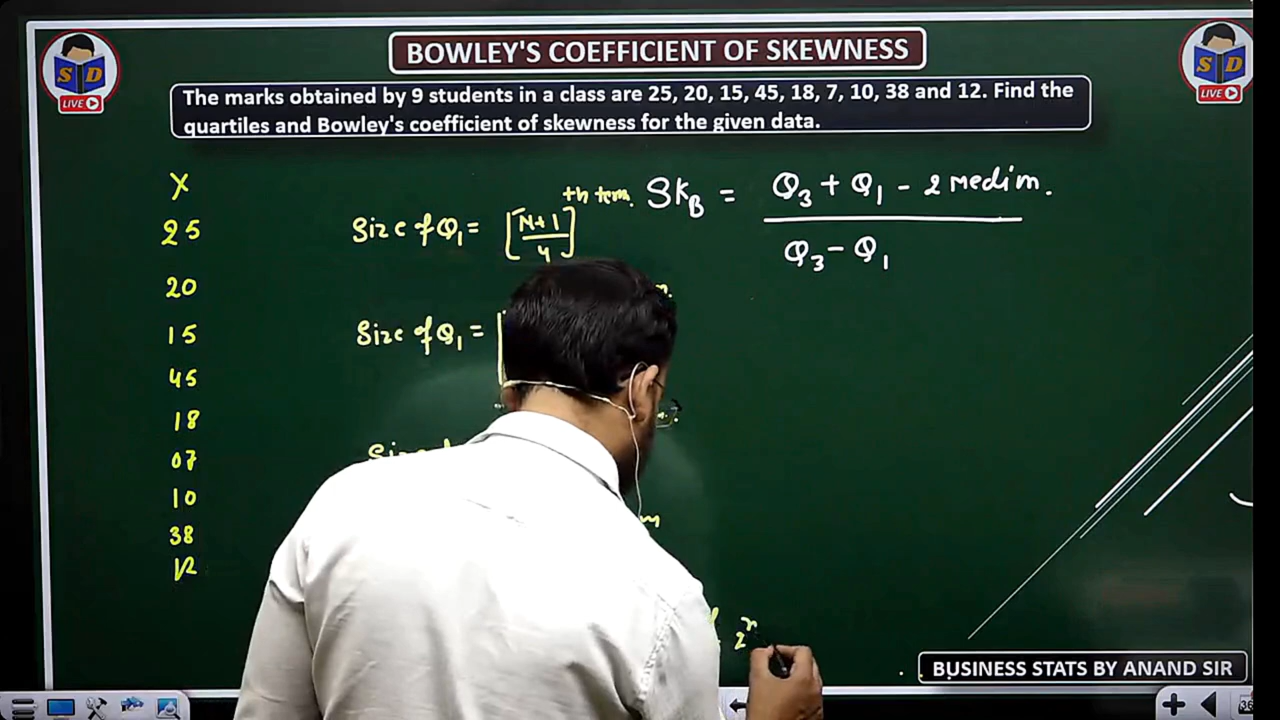 BOWLEY'S COEFFICIENT OF SKEWNESS
S D
LIVE
S D
LIVE
The marks obtained by 9 students in a class are 25, 20, 15, 45, 18, 7, 10, 38 and 12. Find the
quartiles and Bowley's coefficient of skewness for the given data.
X
25
20
15
45
18
07
10
38
12
Size of Q₁ = [N+1/4]th term.
Size of Q₁ = [
SkB = Q₃ + Q₁ - 2 Medim.
Q₃ - Q₁
BUSINESS STATS BY ANAND SIR